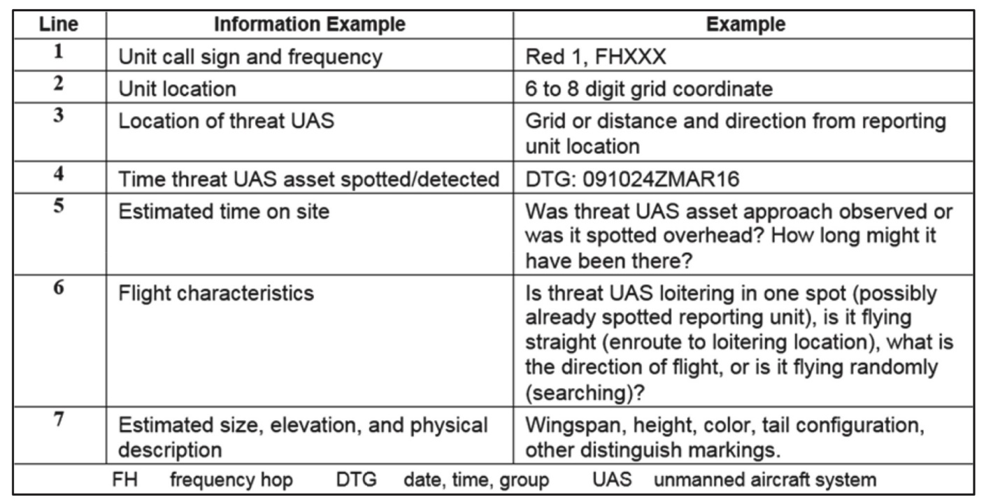 Line Information Example Example
1 Unit call sign and frequency Red 1, FHXXX
2 Unit location 6 to 8 digit grid coordinate
3 Location of threat UAS Grid or distance and direction from reporting
unit location
4 Time threat UAS asset spotted/detected DTG: 091024ZMAR16
5 Estimated time on site Was threat UAS asset approach observed or
was it spotted overhead? How long might it
have been there?
6 Flight characteristics Is threat UAS loitering in one spot (possibly
already spotted reporting unit), is it flying
straight (enroute to loitering location), what is
the direction of flight, or is it flying randomly
(searching)?
7 Estimated size, elevation, and physical Wingspan, height, color, tail configuration,
description other distinguish markings.
FH frequency hop DTG date, time, group UAS unmanned aircraft system